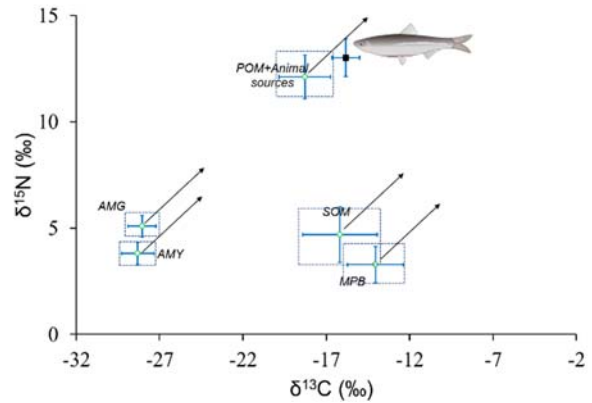 15
10
5
0
δ¹⁵N (‰)
POM+Animal
sources
AMG
AMY
SOM
MPB
-32 -27 -22 -17 -12 -7 -2
δ¹³C (‰)